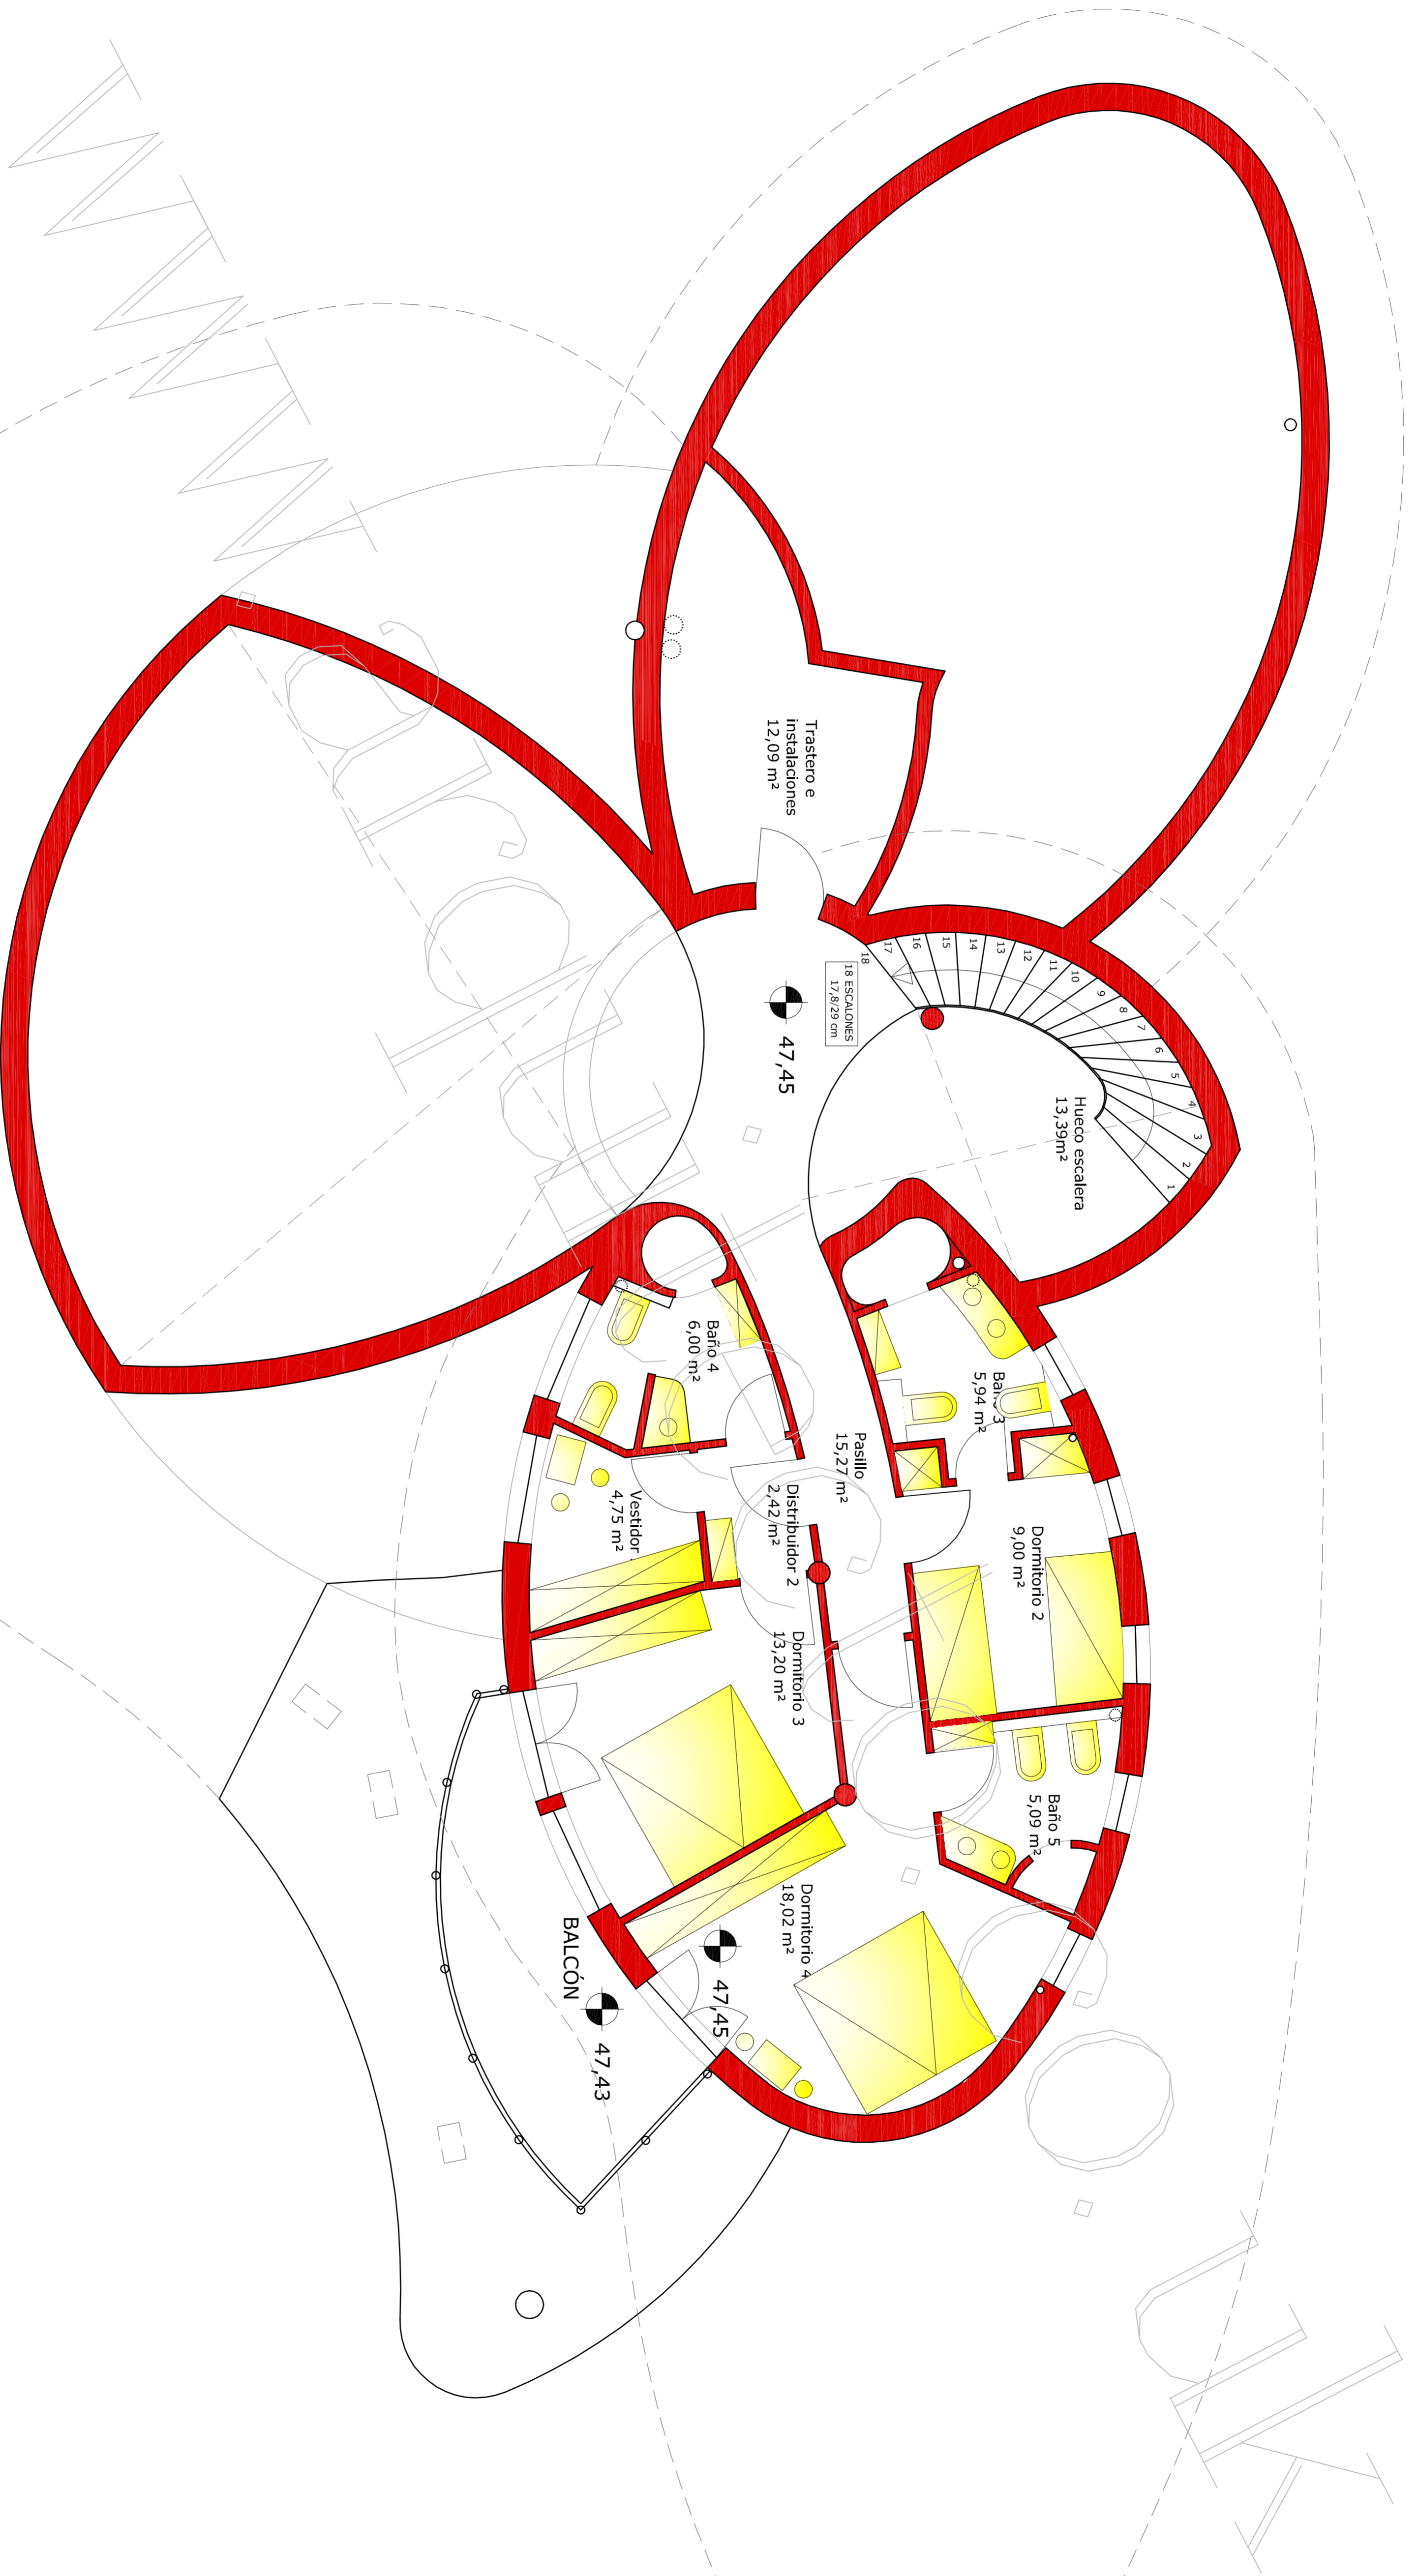 Trastero e
instalaciones
12,09 m²
18 ESCALONES
17,8/29 cm
18
17
16
15
14
13
12
11
10
9
8
7
6
5
4
3
2
1
47,45
Hueco escalera
13,39m²
Baño 4
6,00 m²
Baño 3
5,94 m²
Pasillo
15,27 m²
Distribuidor 2
2,42 m²
Vestidor
4,75 m²
Dormitorio 2
9,00 m²
Dormitorio 3
13,20 m²
Baño 5
5,09 m²
Dormitorio 4
18,02 m²
47,45
BALCÓN
47,43